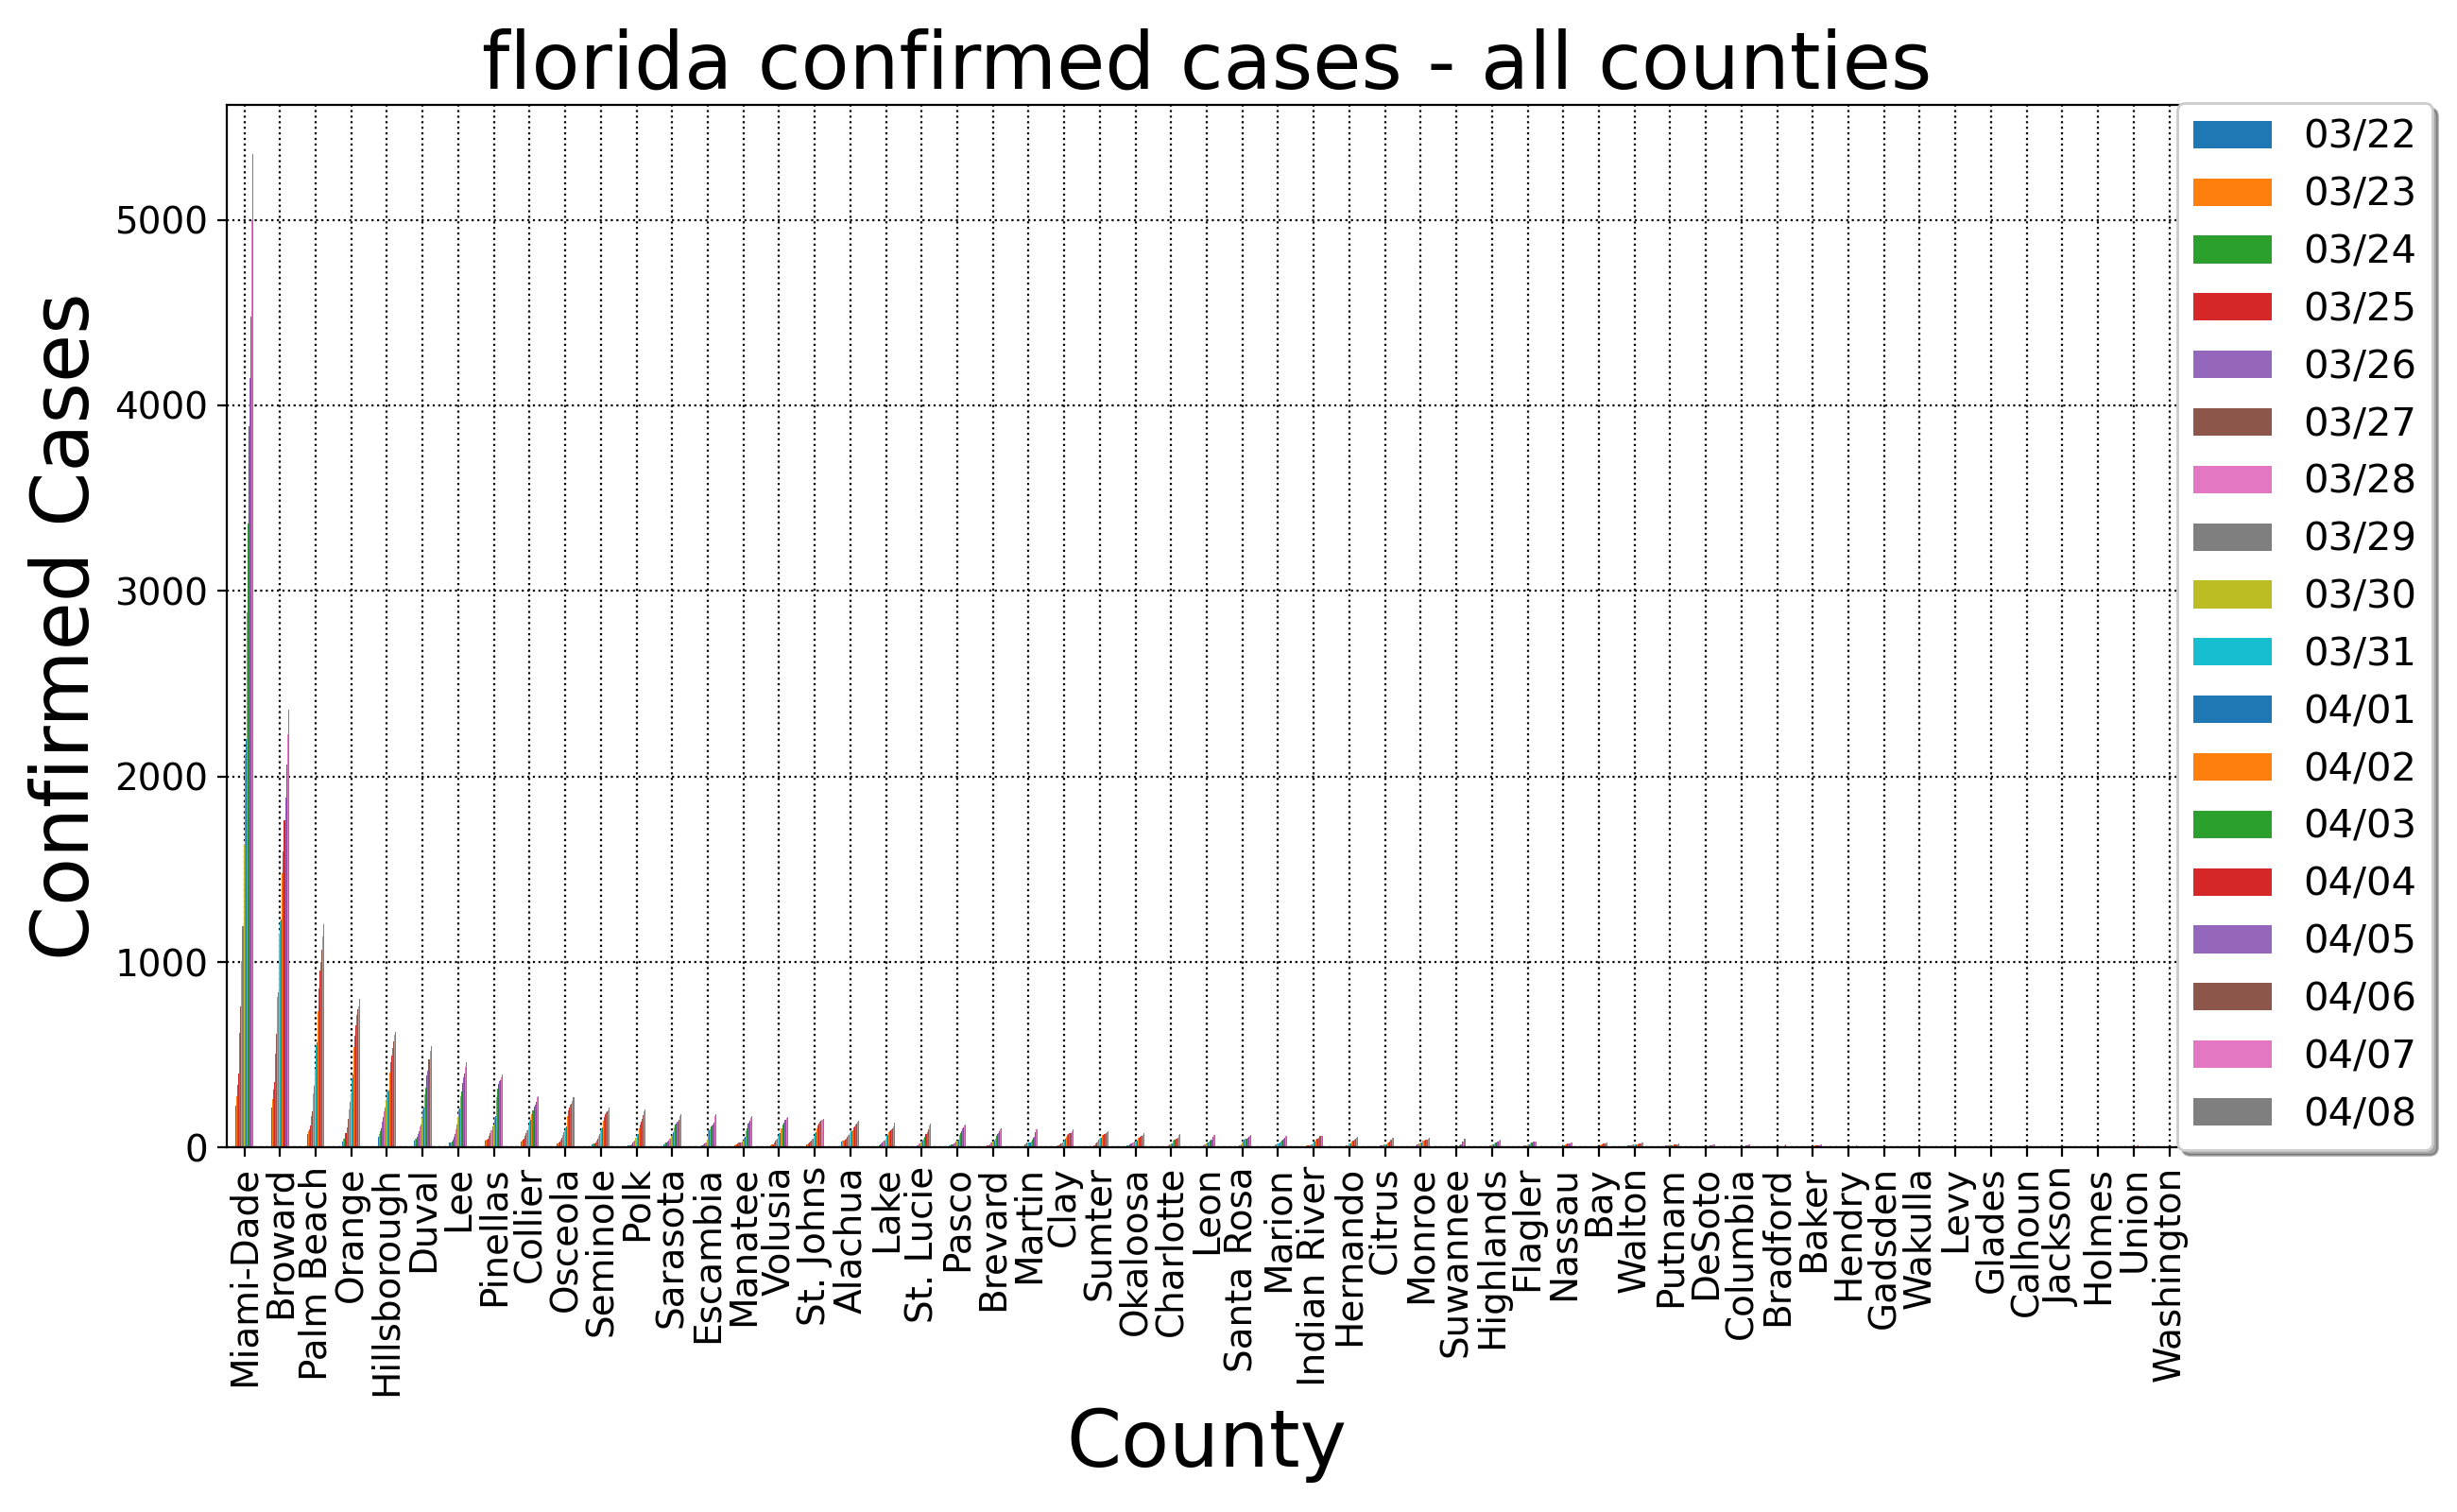 florida confirmed cases - all counties
Confirmed Cases
5000
4000
3000
2000
1000
0
Miami-Dade
Broward
Palm Beach
Orange
Hillsborough
Duval
Lee
Pinellas
Collier
Osceola
Seminole
Polk
Sarasota
Escambia
Manatee
Volusia
St. Johns
Alachua
Lake
St. Lucie
Pasco
Brevard
Martin
Clay
Sumter
Okaloosa
Charlotte
Leon
Santa Rosa
Marion
Indian River
Hernando
Citrus
Monroe
Suwannee
Highlands
Flagler
Nassau
Bay
Walton
Putnam
DeSoto
Columbia
Bradford
Baker
Hendry
Gadsden
Wakulla
Levy
Glades
Calhoun
Jackson
Holmes
Union
Washington
County
03/22
03/23
03/24
03/25
03/26
03/27
03/28
03/29
03/30
03/31
04/01
04/02
04/03
04/04
04/05
04/06
04/07
04/08